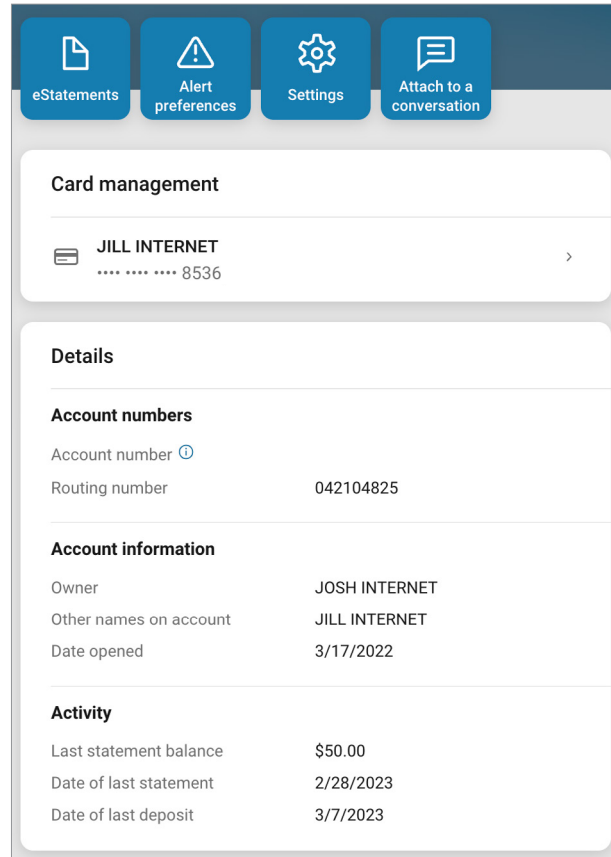 eStatements
Alert
preferences
Settings
Attach to a
conversation
Card management
JILL INTERNET
•••• •••• •••• 8536
Details
Account numbers
Account number
Routing number 042104825
Account information
Owner JOSH INTERNET
Other names on account JILL INTERNET
Date opened 3/17/2022
Activity
Last statement balance $50.00
Date of last statement 2/28/2023
Date of last deposit 3/7/2023